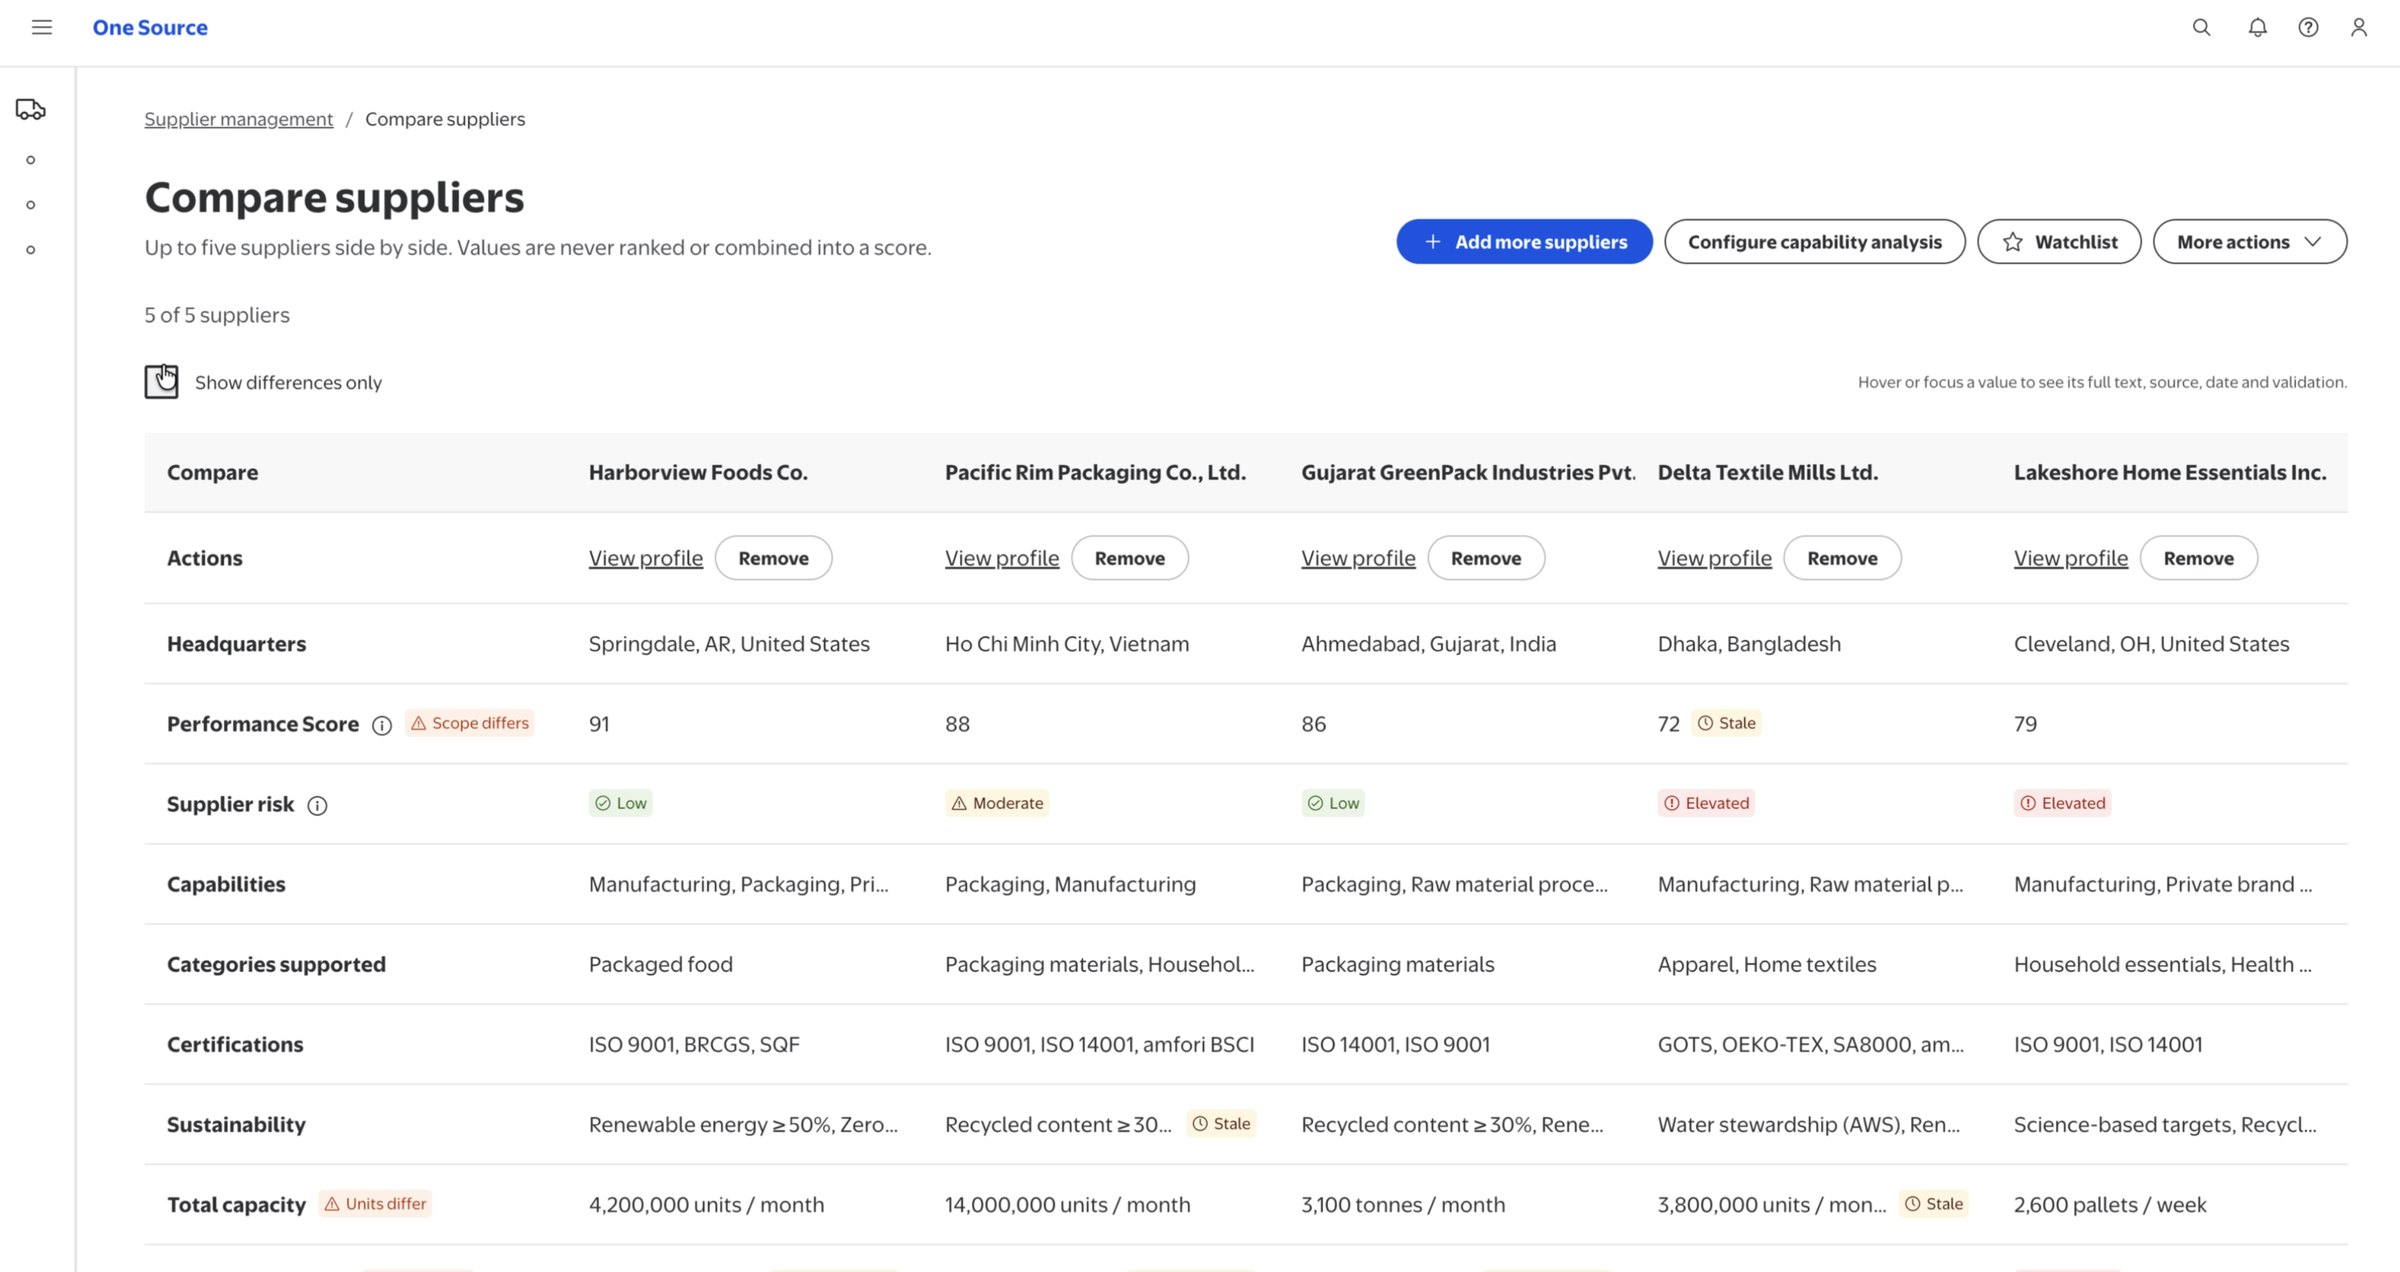 One Source
Supplier management / Compare suppliers
Compare suppliers
Up to five suppliers side by side. Values are never ranked or combined into a score.
+ Add more suppliers
Configure capability analysis
Watchlist
More actions
5 of 5 suppliers
Show differences only
Hover or focus a value to see its full text, source, date and validation.
Compare Harborview Foods Co. Pacific Rim Packaging Co., Ltd. Gujarat GreenPack Industries Pvt. Delta Textile Mills Ltd. Lakeshore Home Essentials Inc.
Actions View profile Remove View profile Remove View profile Remove View profile Remove View profile Remove
Headquarters Springdale, AR, United States Ho Chi Minh City, Vietnam Ahmedabad, Gujarat, India Dhaka, Bangladesh Cleveland, OH, United States
Performance Score Scope differs 91 88 86 72 Stale 79
Supplier risk Low Moderate Low Elevated Elevated
Capabilities Manufacturing, Packaging, Pri... Packaging, Manufacturing Packaging, Raw material proce... Manufacturing, Raw material p... Manufacturing, Private brand ...
Categories supported Packaged food Packaging materials, Househol... Packaging materials Apparel, Home textiles Household essentials, Health ...
Certifications ISO 9001, BRCGS, SQF ISO 9001, ISO 14001, amfori BSCI ISO 14001, ISO 9001 GOTS, OEKO-TEX, SA8000, am... ISO 9001, ISO 14001
Sustainability Renewable energy ≥50%, Zero... Recycled content ≥30... Stale Recycled content ≥30%, Rene... Water stewardship (AWS), Ren... Science-based targets, Recycl...
Total capacity Units differ 4,200,000 units / month 14,000,000 units / month 3,100 tonnes / month 3,800,000 units / mon... Stale 2,600 pallets / week